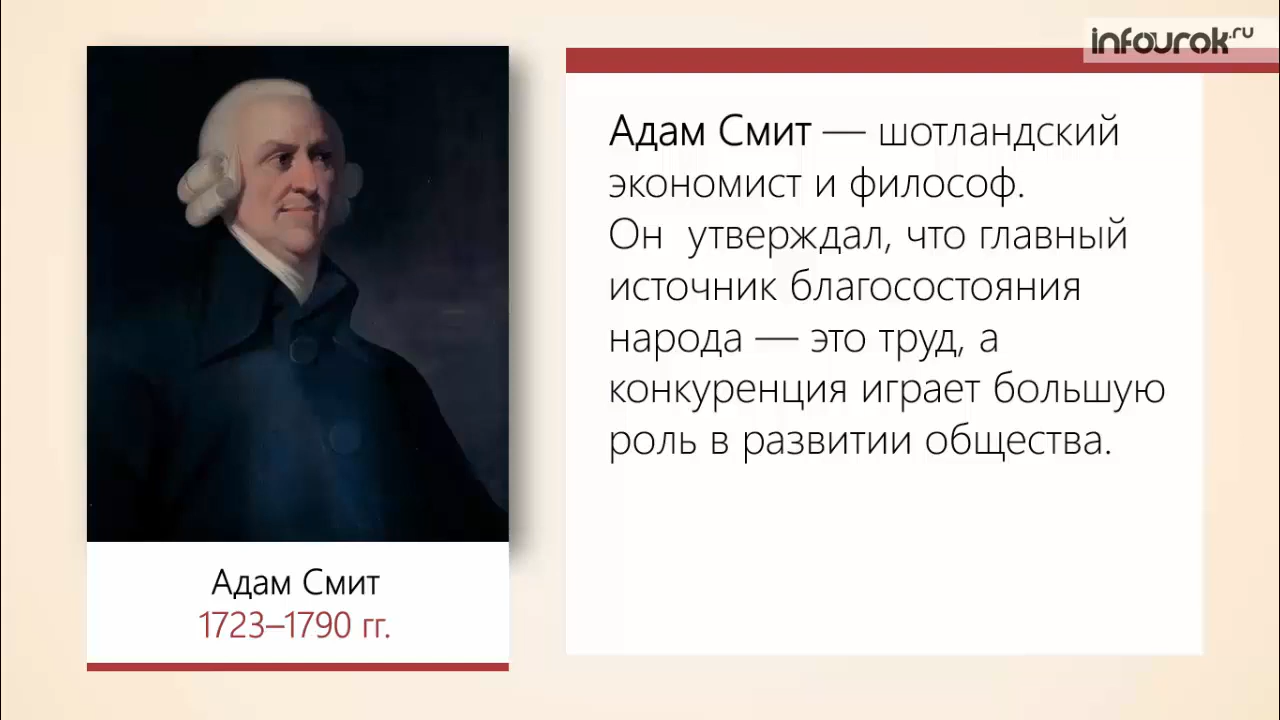 infourok.ru
Адам Смит — шотландский
экономист и философ.
Он  утверждал, что главный
источник благосостояния
народа — это труд, а
конкуренция играет большую
роль в развитии общества.
Адам Смит
1723–1790 гг.